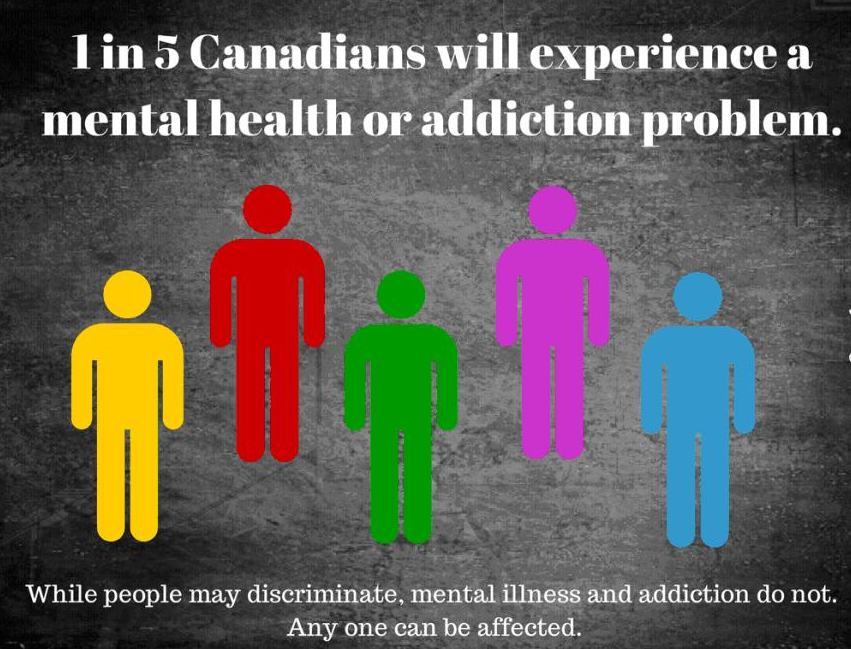 1 in 5 Canadians will experience a
mental health or addiction problem.
While people may discriminate, mental illness and addiction do not.
Any one can be affected.